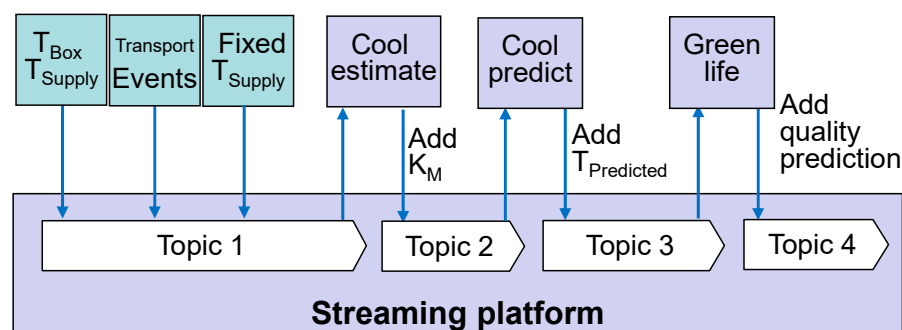 T_Box
T_Supply
Transport
Events
Fixed
T_Supply
Cool
estimate
Cool
predict
Green
life
Add
K_M
Add
T_Predicted
Add
quality
prediction
Topic 1
Topic 2
Topic 3
Topic 4
Streaming platform